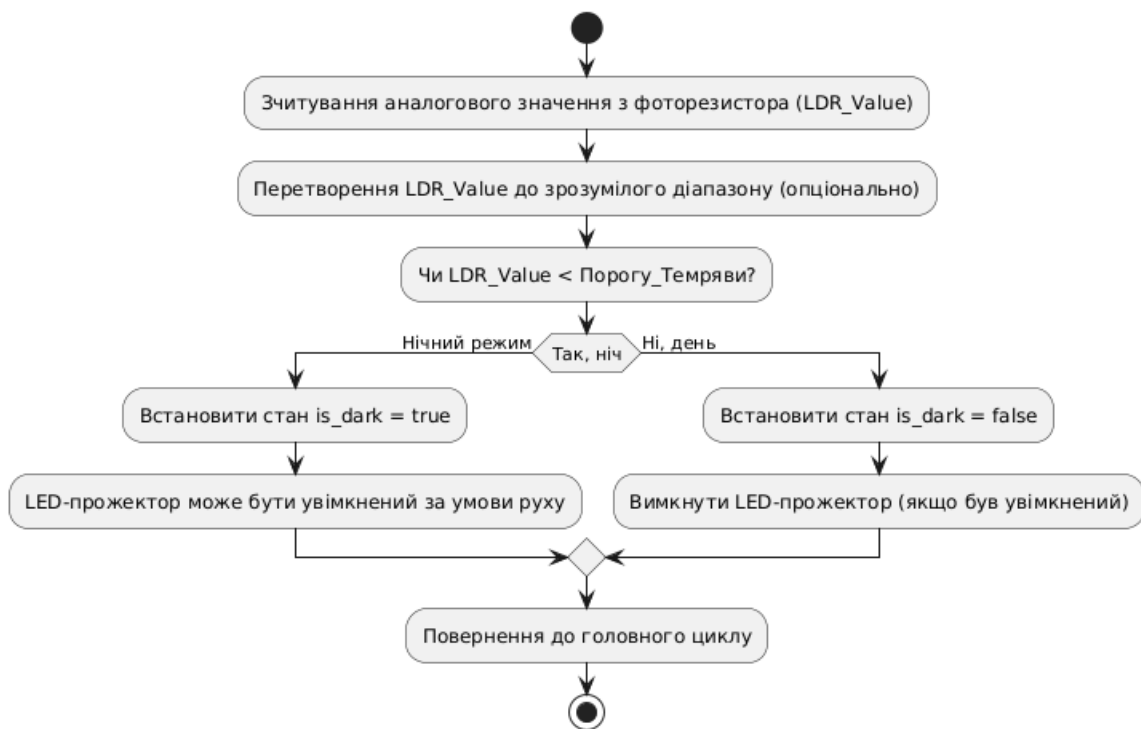 Зчитування аналогового значення з фоторезистора (LDR_Value)
Перетворення LDR_Value до зрозумілого діапазону (опціонально)
Чи LDR_Value < Порогу_Темряви?
Нічний режим
Так, ніч
Ні, день
Встановити стан is_dark = true
Встановити стан is_dark = false
LED-прожектор може бути увімкнений за умови руху
Вимкнути LED-прожектор (якщо був увімкнений)
Повернення до головного циклу